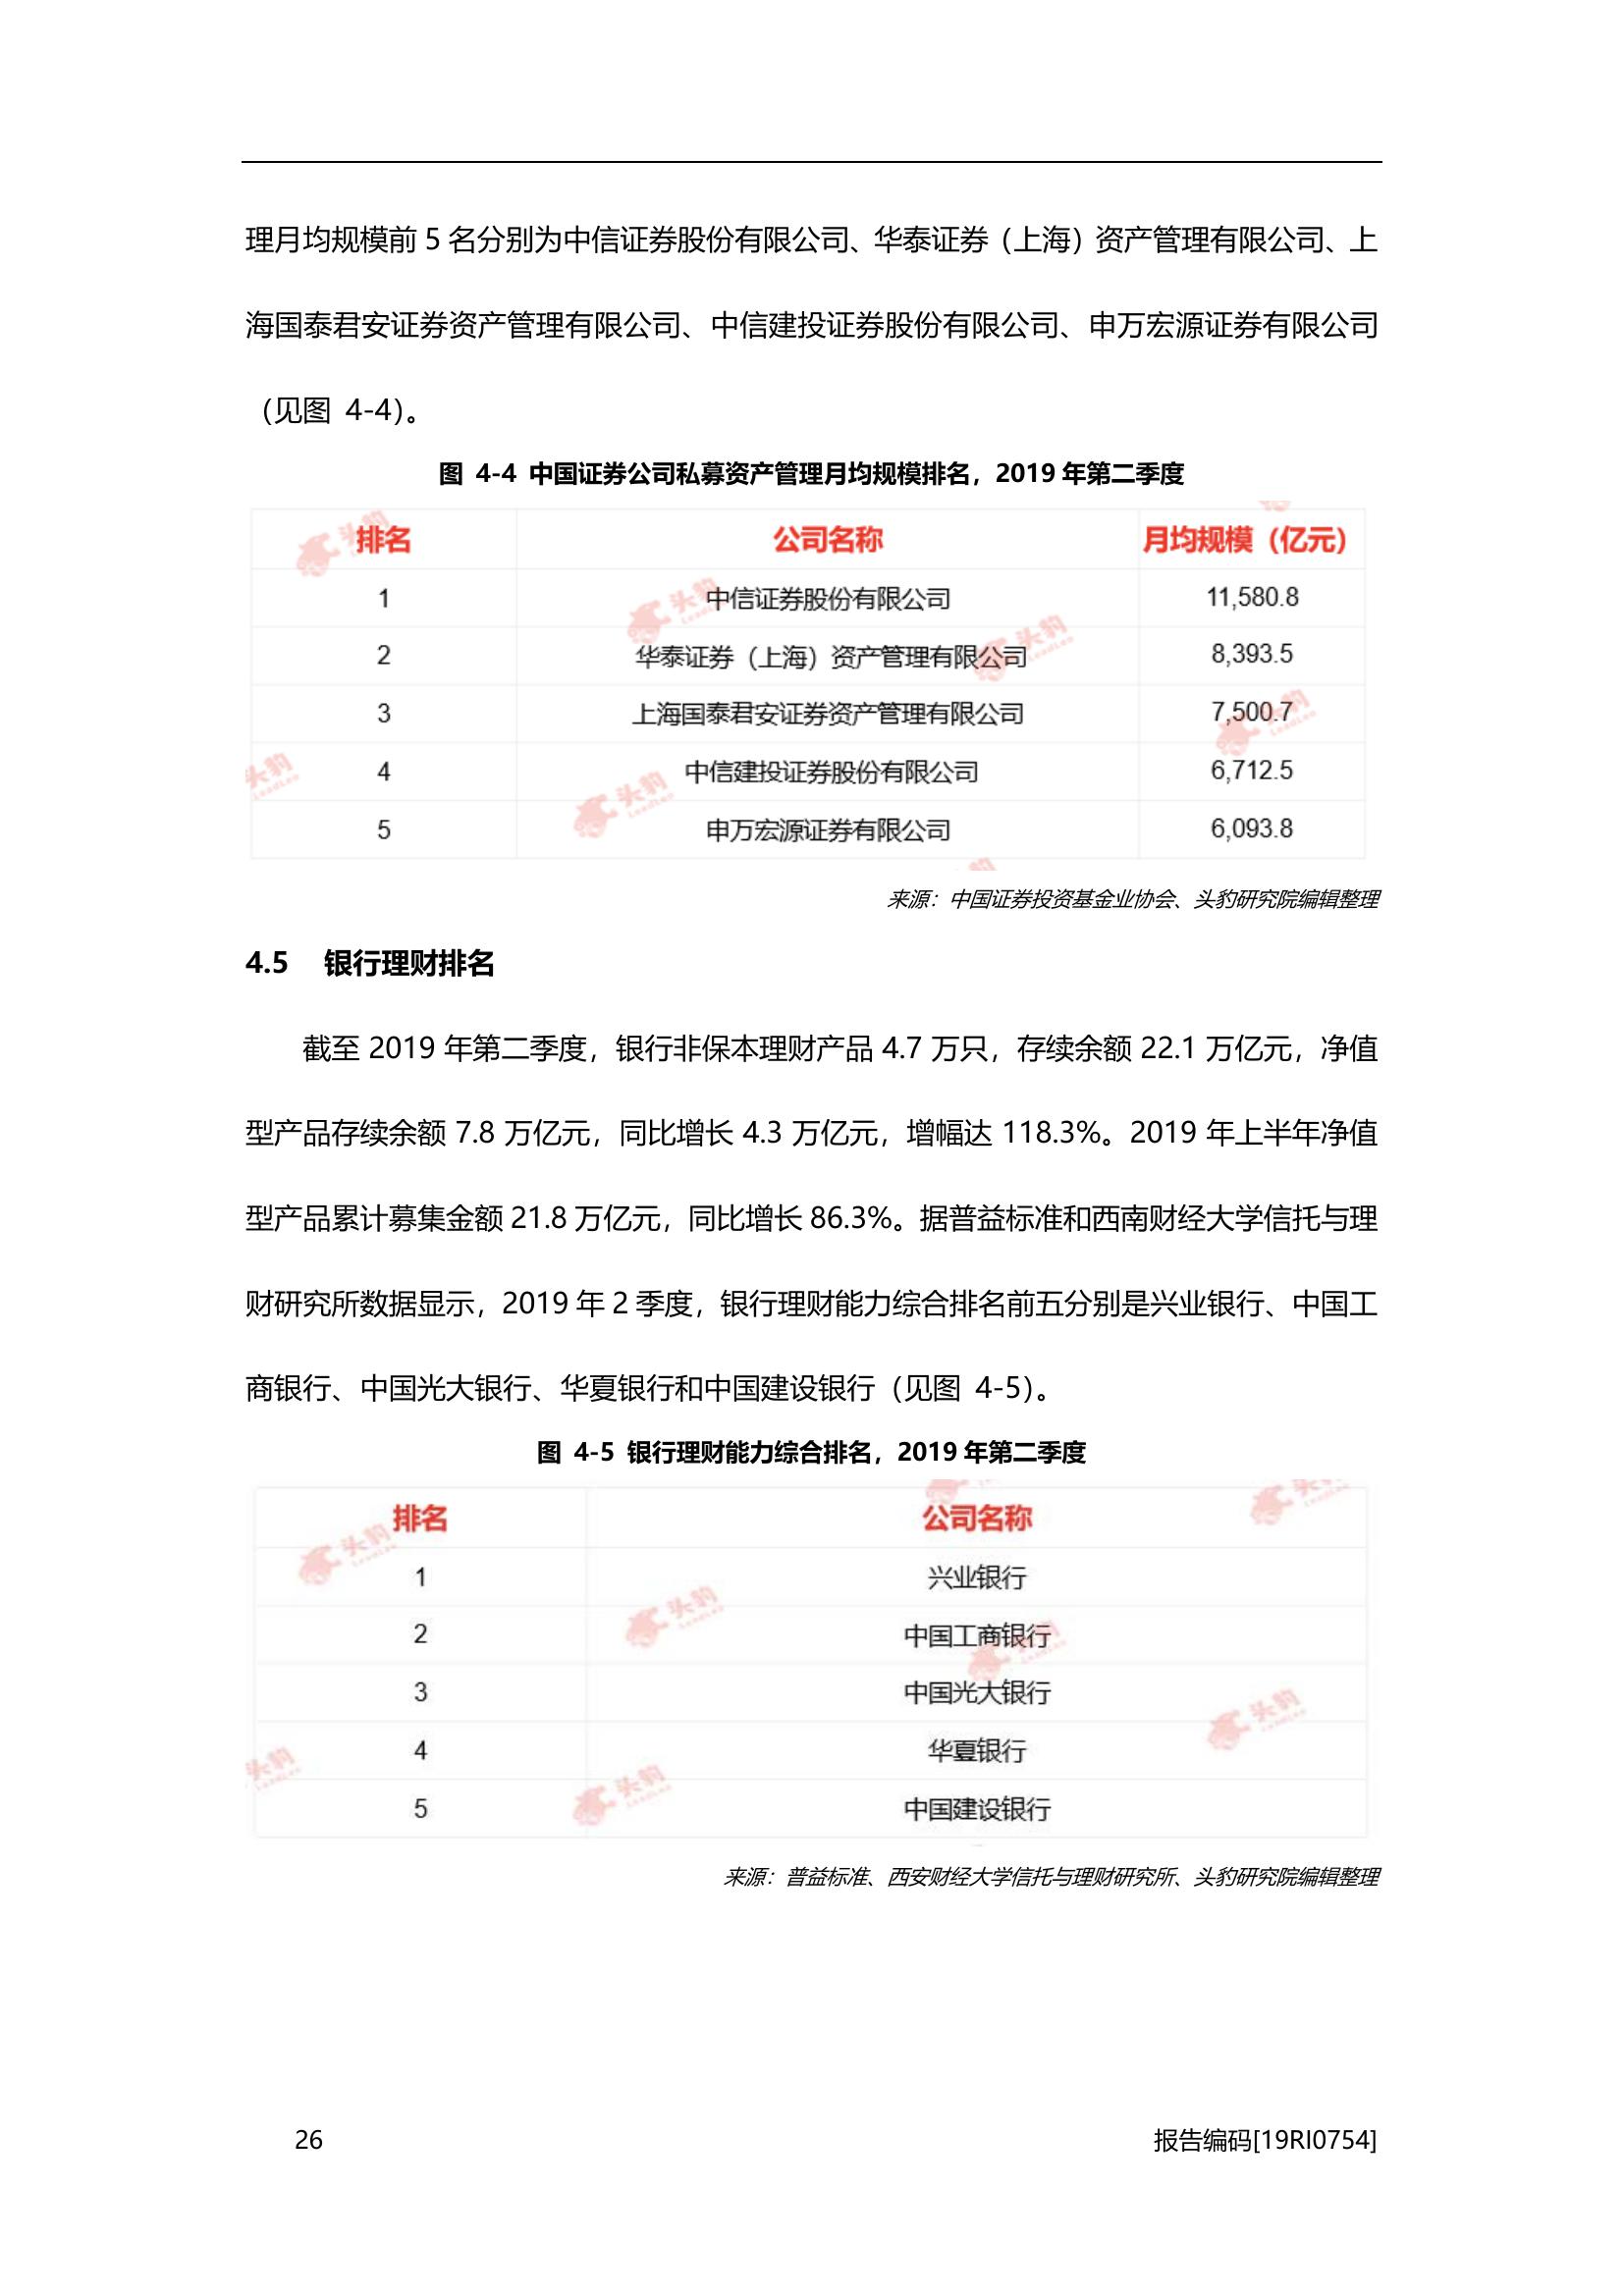 理月均规模前 5 名分别为中信证券股份有限公司、华泰证券（上海）资产管理有限公司、上
海国泰君安证券资产管理有限公司、中信建投证券股份有限公司、申万宏源证券有限公司
（见图 4-4）。
图 4-4 中国证券公司私募资产管理月均规模排名，2019 年第二季度
排名 公司名称 月均规模（亿元）
1 中信证券股份有限公司 11,580.8
2 华泰证券（上海）资产管理有限公司 8,393.5
3 上海国泰君安证券资产管理有限公司 7,500.7
4 中信建投证券股份有限公司 6,712.5
5 申万宏源证券有限公司 6,093.8
来源：中国证券投资基金业协会、头豹研究院编辑整理
4.5 银行理财排名
截至 2019 年第二季度，银行非保本理财产品 4.7 万只，存续余额 22.1 万亿元，净值
型产品存续余额 7.8 万亿元，同比增长 4.3 万亿元，增幅达 118.3%。2019 年上半年净值
型产品累计募集金额 21.8 万亿元，同比增长 86.3%。据普益标准和西南财经大学信托与理
财研究所数据显示，2019 年 2 季度，银行理财能力综合排名前五分别是兴业银行、中国工
商银行、中国光大银行、华夏银行和中国建设银行（见图 4-5）。
图 4-5 银行理财能力综合排名，2019 年第二季度
排名 公司名称
1 兴业银行
2 中国工商银行
3 中国光大银行
4 华夏银行
5 中国建设银行
来源：普益标准、西安财经大学信托与理财研究所、头豹研究院编辑整理
26 报告编码[19RI0754]